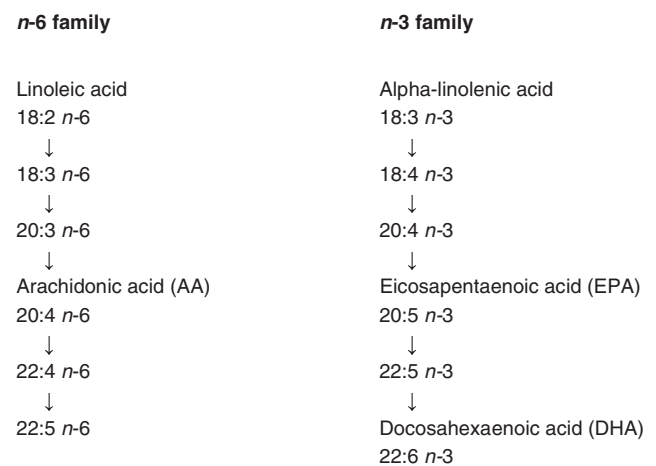 n-6 family
Linoleic acid
18:2 n-6
↓
18:3 n-6
↓
20:3 n-6
↓
Arachidonic acid (AA)
20:4 n-6
↓
22:4 n-6
↓
22:5 n-6
n-3 family
Alpha-linolenic acid
18:3 n-3
↓
18:4 n-3
↓
20:4 n-3
↓
Eicosapentaenoic acid (EPA)
20:5 n-3
↓
22:5 n-3
↓
Docosahexaenoic acid (DHA)
22:6 n-3